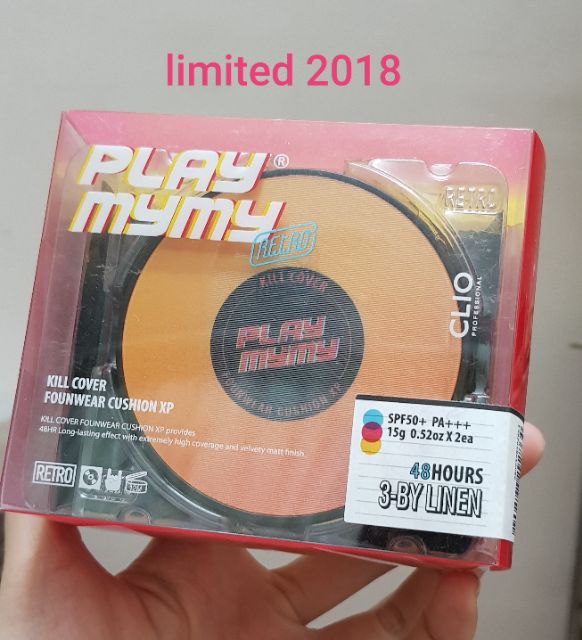 limited 2018
PLAY®
MYMY
RETRO
RETRO
CLIO
PROFESSIONAL
KILL COVER
PLAY
MYMY
FOUNWEAR CUSHION XP
KILL COVER
FOUNWEAR CUSHION XP
KILL COVER FOUNWEAR CUSHION XP provides
48HR Long-lasting effect with extremely high coverage and velvety matt finish.
RETRO
SPF50+ PA+++
15g 0.52oz X 2ea
48HOURS
3-BY LINEN